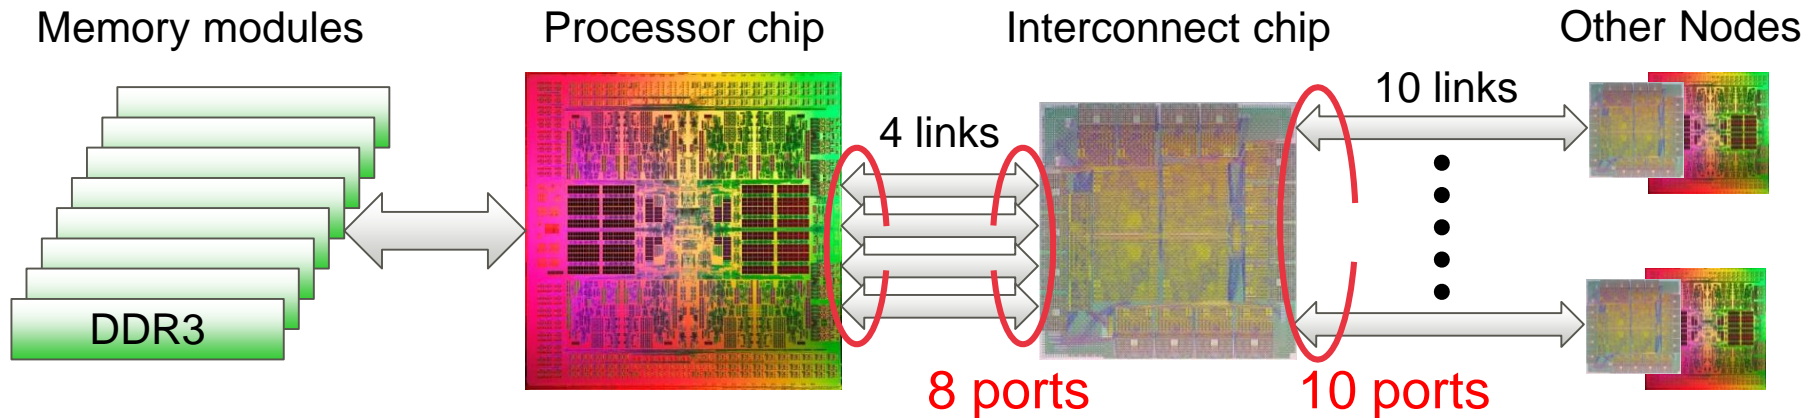 Memory modules
Processor chip
Interconnect chip
Other Nodes
4 links
10 links
DDR3
8 ports
10 ports